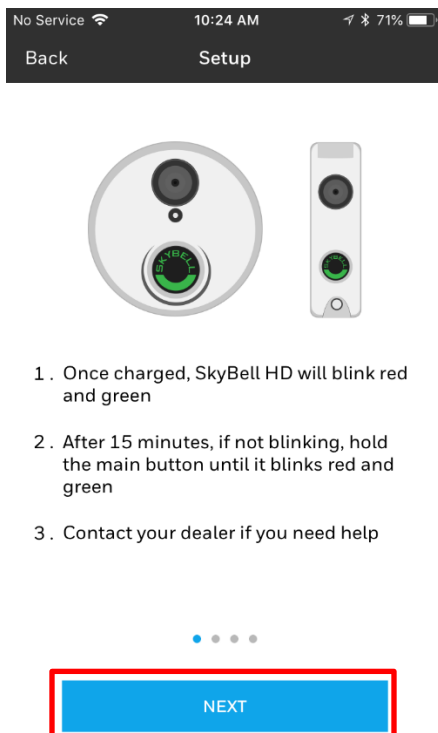 No Service 10:24 AM 71%
Back Setup
SKYBELL
SKYBELL
1. Once charged, SkyBell HD will blink red
and green
2. After 15 minutes, if not blinking, hold
the main button until it blinks red and
green
3. Contact your dealer if you need help
NEXT